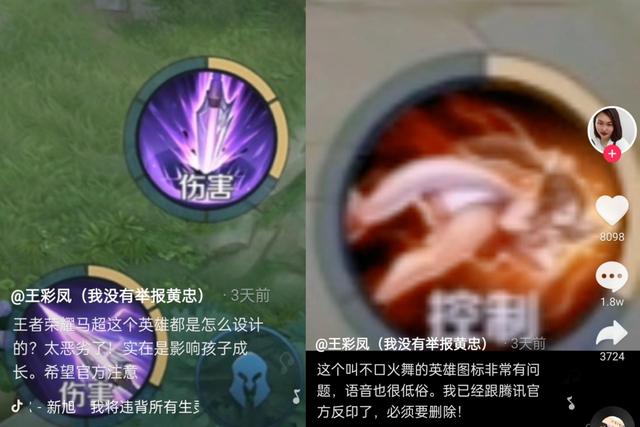 伤害
@王彩凤（我没有举报黄忠） · 3天前
王者荣耀马超这个英雄都是怎么设计
的？太恶劣了！实在是影响孩子成
长。希望官方注意
伤害
:- 新旭 我将违背所有生
8098
1.8w
3724
控制
@王彩凤（我没有举报黄忠） · 3天前
这个叫不口火舞的英雄图标非常有问
题，语音也很低俗。我已经跟腾讯官
方反印了，必须要删除！